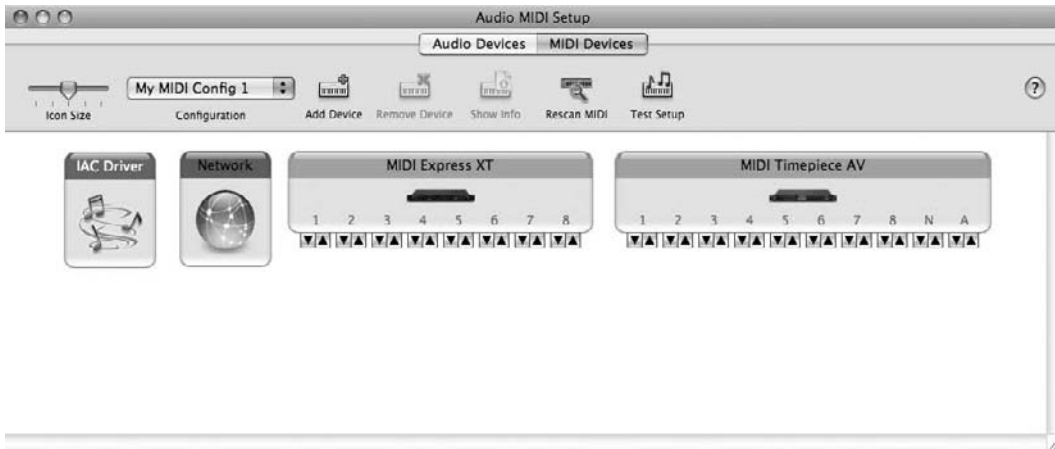 Audio MIDI Setup
Audio Devices MIDI Devices
My MIDI Config 1
?
Icon Size Configuration Add Device Remove Device Show Info Rescan MIDI Test Setup
IAC Driver Network MIDI Express XT MIDI Timepiece AV
1 2 3 4 5 6 7 8 1 2 3 4 5 6 7 8 N A